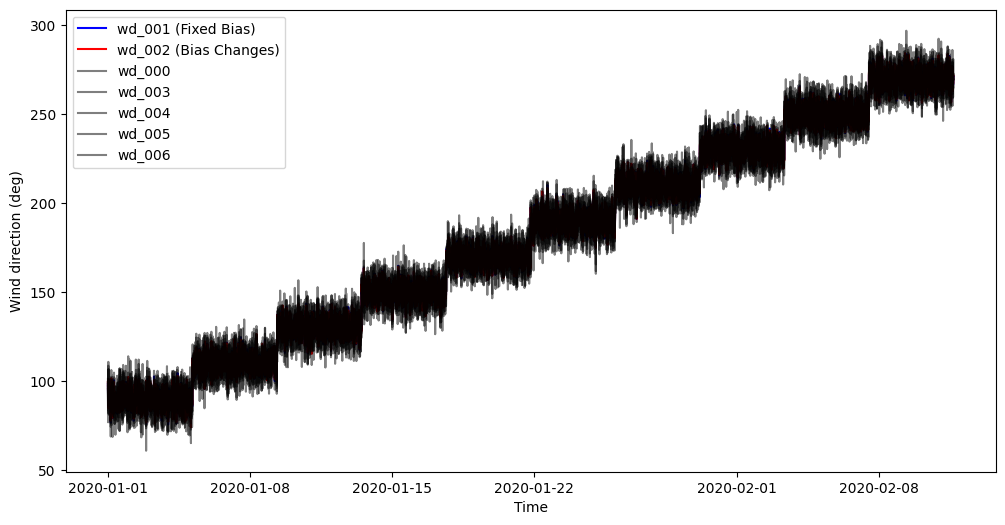 300
250
200
150
100
50
Wind direction (deg)
wd_001 (Fixed Bias)
wd_002 (Bias Changes)
wd_000
wd_003
wd_004
wd_005
wd_006
2020-01-01
2020-01-08
2020-01-15
2020-01-22
2020-02-01
2020-02-08
Time